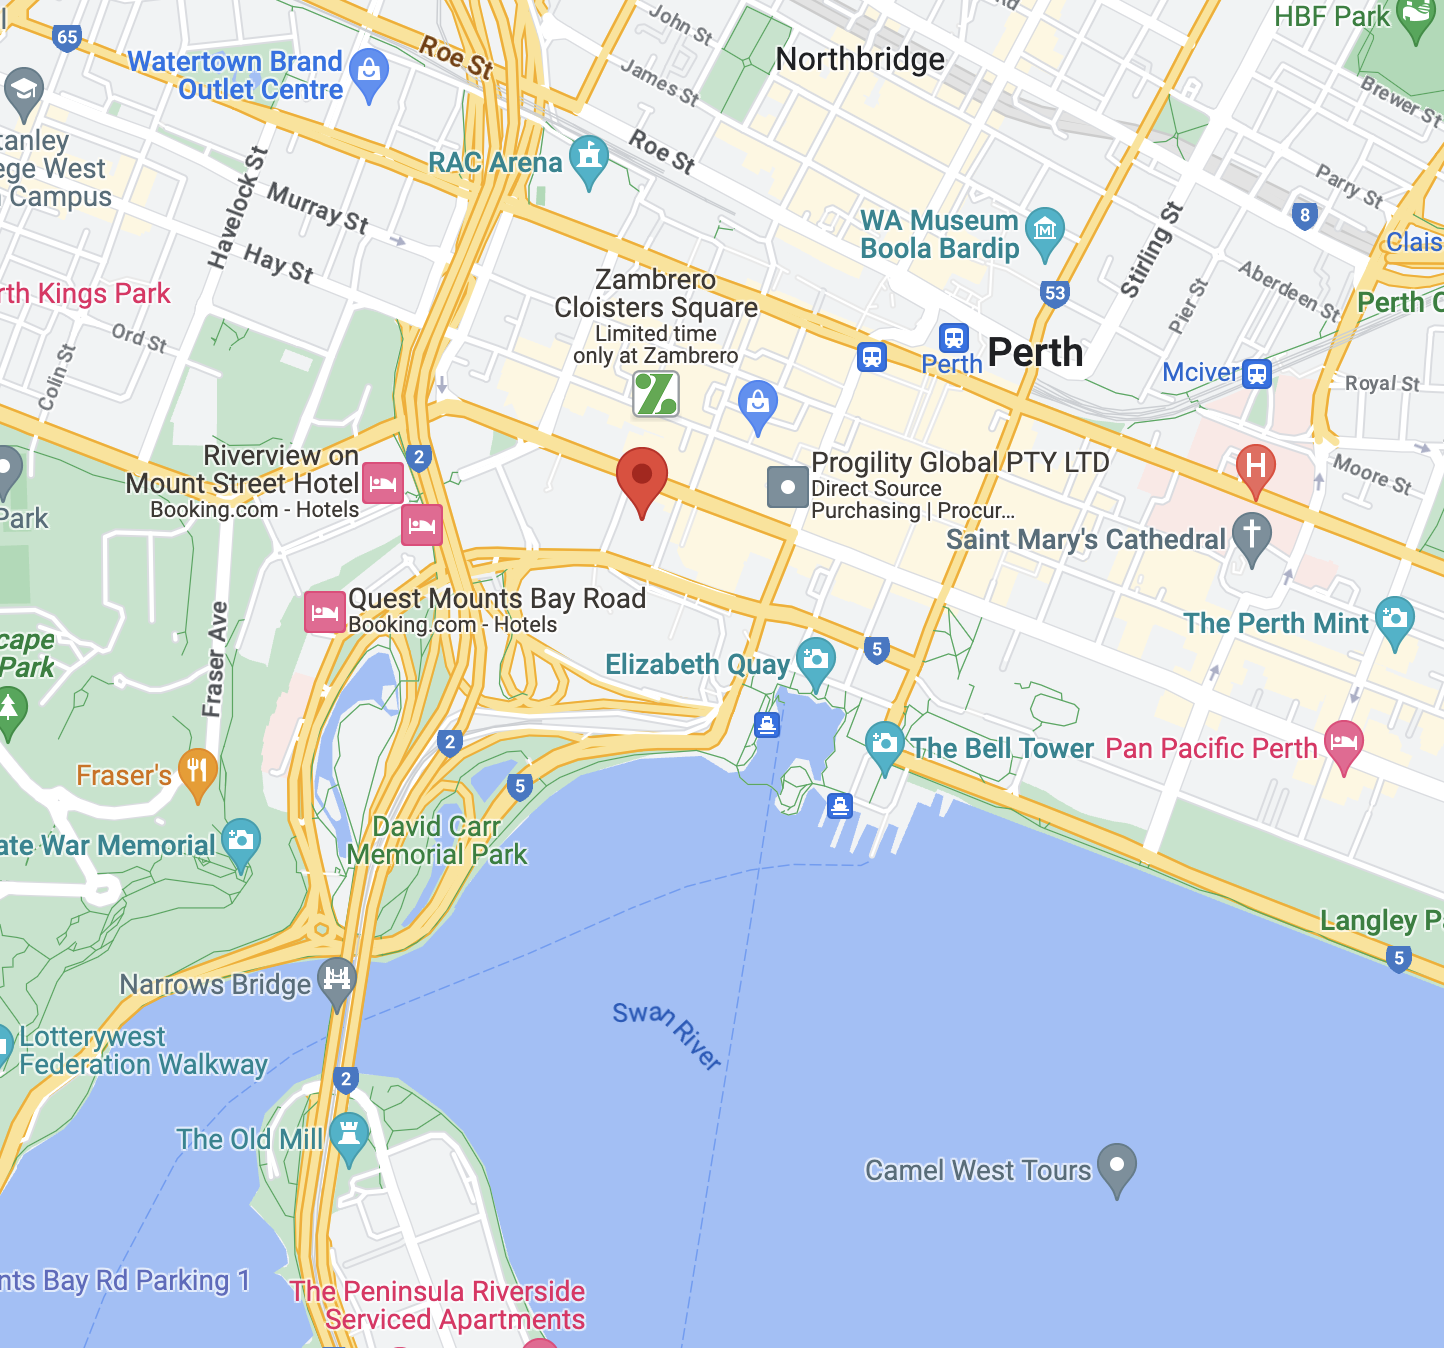 65
Roe St
John St
James St
Northbridge
HBF Park
Brewer St
Watertown Brand
Outlet Centre
RAC Arena
Roe St
Parry St
8
Havelock St
Murray St
Hay St
WA Museum
Boola Bardip
Stirling St
Clais
Campus
ege West
Zambrero
Cloisters Square
Limited time
only at Zambrero
53
Pier St
Aberdeen St
Perth C
rth Kings Park
Ord St
Colin St
Perth
Perth
Mciver
Royal St
2
Riverview on
Mount Street Hotel
Booking.com - Hotels
Progility Global PTY LTD
Direct Source
Purchasing | Procur...
H
Moore St
Park
Saint Mary's Cathedral
Quest Mounts Bay Road
Booking.com - Hotels
The Perth Mint
cape
Park
Fraser Ave
Elizabeth Quay
5
2
The Bell Tower
Pan Pacific Perth
Fraser's
5
David Carr
Memorial Park
ate War Memorial
Langley Pa
5
Narrows Bridge
Swan River
Lotterywest
Federation Walkway
2
The Old Mill
Camel West Tours
nts Bay Rd Parking 1
The Peninsula Riverside
Serviced Apartments